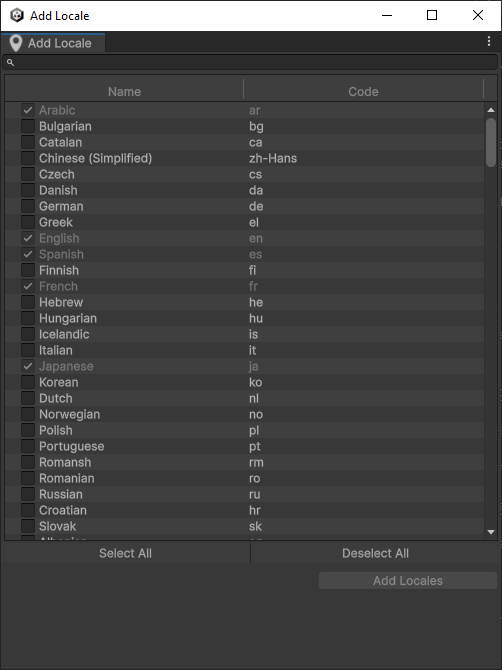 Add Locale
Add Locale
Name Code
Arabic ar
Bulgarian bg
Catalan ca
Chinese (Simplified) zh-Hans
Czech cs
Danish da
German de
Greek el
English en
Spanish es
Finnish fi
French fr
Hebrew he
Hungarian hu
Icelandic is
Italian it
Japanese ja
Korean ko
Dutch nl
Norwegian no
Polish pl
Portuguese pt
Romansh rm
Romanian ro
Russian ru
Croatian hr
Slovak sk
Select All Deselect All
Add Locales